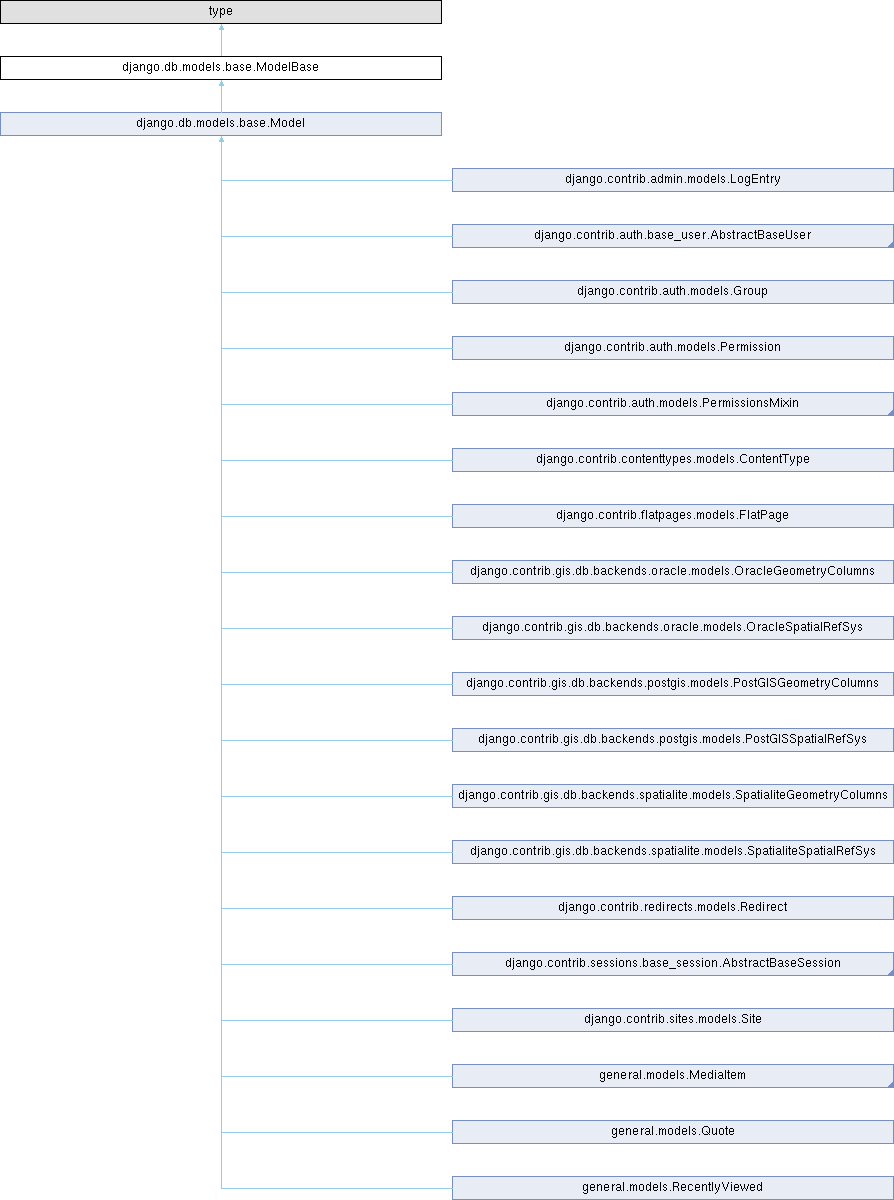 type
django.db.models.base.ModelBase
django.db.models.base.Model
django.contrib.admin.models.LogEntry
django.contrib.auth.base_user.AbstractBaseUser
django.contrib.auth.models.Group
django.contrib.auth.models.Permission
django.contrib.auth.models.PermissionsMixin
django.contrib.contenttypes.models.ContentType
django.contrib.flatpages.models.FlatPage
django.contrib.gis.db.backends.oracle.models.OracleGeometryColumns
django.contrib.gis.db.backends.oracle.models.OracleSpatialRefSys
django.contrib.gis.db.backends.postgis.models.PostGISGeometryColumns
django.contrib.gis.db.backends.postgis.models.PostGISSpatialRefSys
django.contrib.gis.db.backends.spatialite.models.SpatialiteGeometryColumns
django.contrib.gis.db.backends.spatialite.models.SpatialiteSpatialRefSys
django.contrib.redirects.models.Redirect
django.contrib.sessions.base_session.AbstractBaseSession
django.contrib.sites.models.Site
general.models.MediaItem
general.models.Quote
general.models.RecentlyViewed